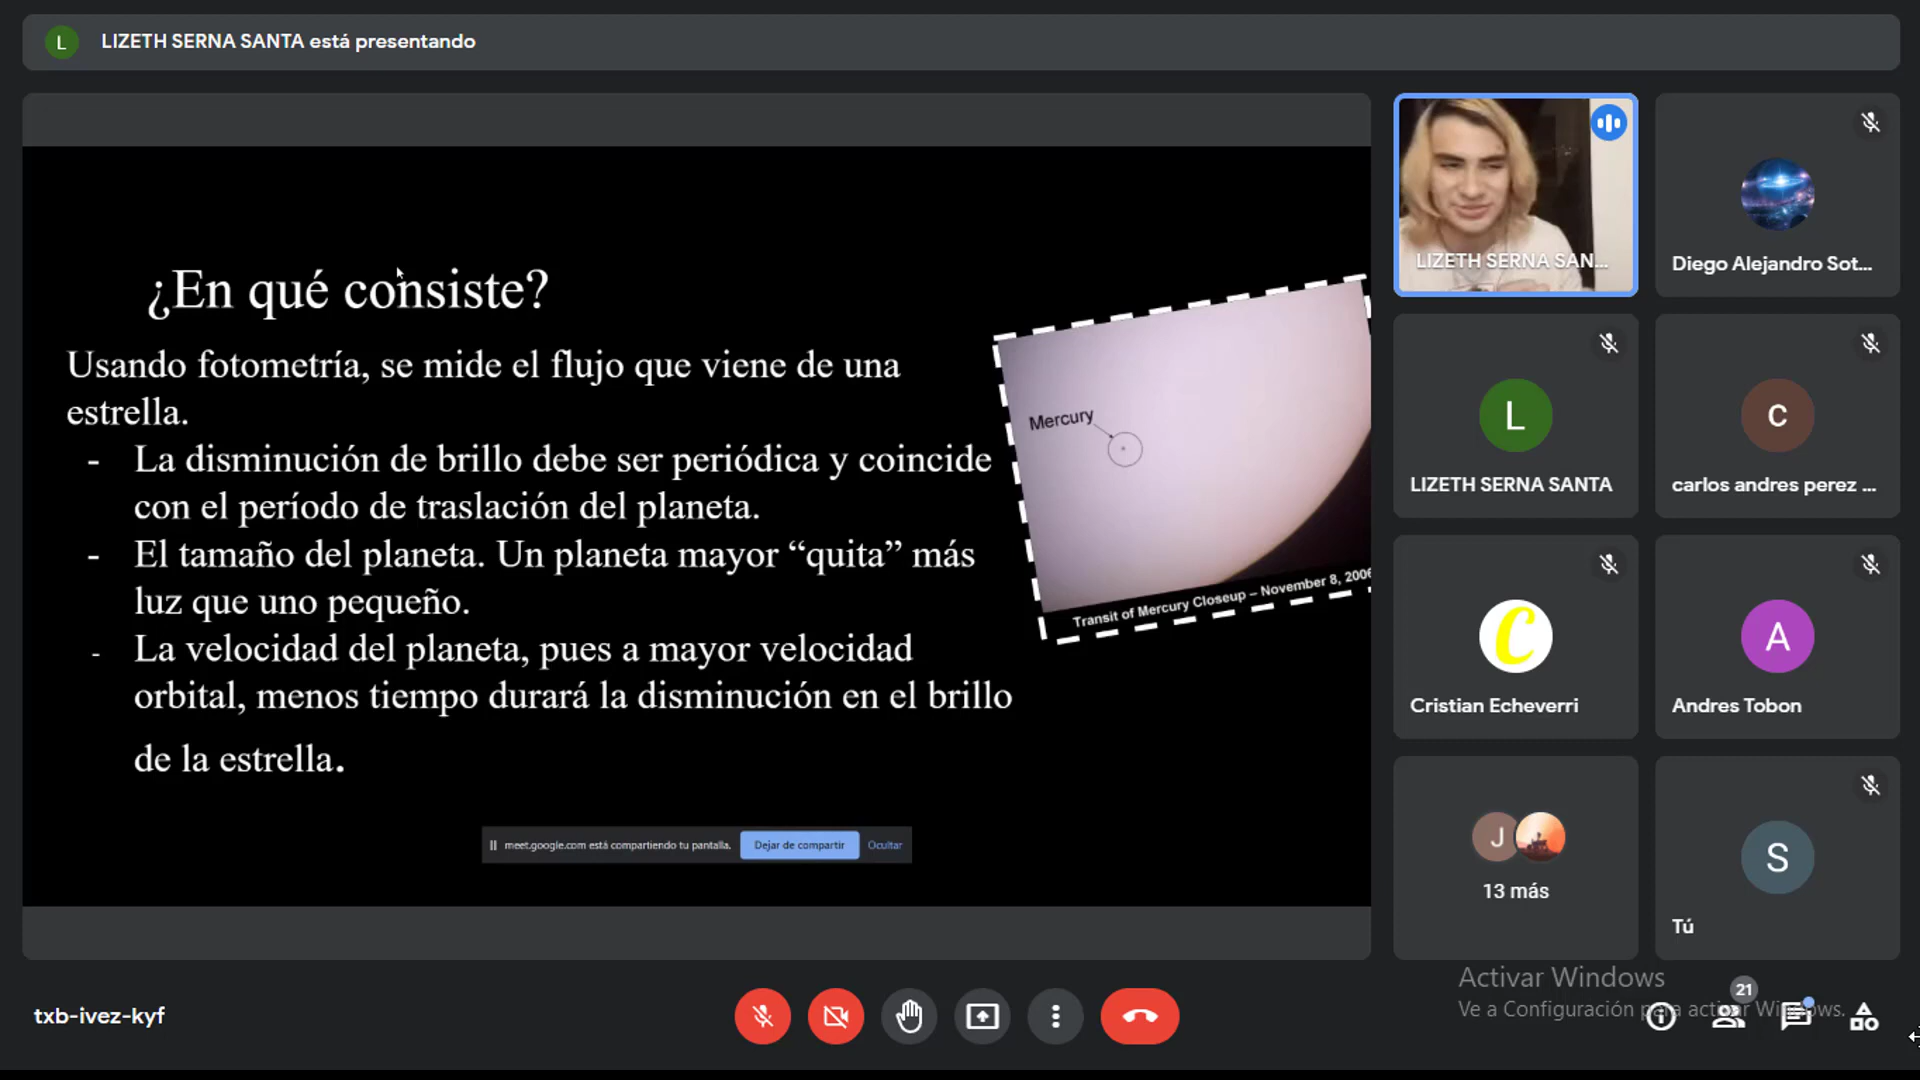 L LIZETH SERNA SANTA está presentando
¿En qué consiste?
Usando fotometría, se mide el flujo que viene de una
estrella.
- La disminución de brillo debe ser periódica y coincide
con el período de traslación del planeta.
- El tamaño del planeta. Un planeta mayor “quita” más
luz que uno pequeño.
- La velocidad del planeta, pues a mayor velocidad
orbital, menos tiempo durará la disminución en el brillo
de la estrella.
Mercury
Transit of Mercury Closeup – November 8, 2006
meet.google.com está compartiendo tu pantalla. Dejar de compartir Ocultar
LIZETH SERNA SAN...
Diego Alejandro Sot...
L
LIZETH SERNA SANTA
c
carlos andres perez ...
C
Cristian Echeverri
A
Andres Tobon
J
13 más
S
Tú
txb-ivez-kyf
Activar Windows
Ve a Configuración para activar Windows.
21